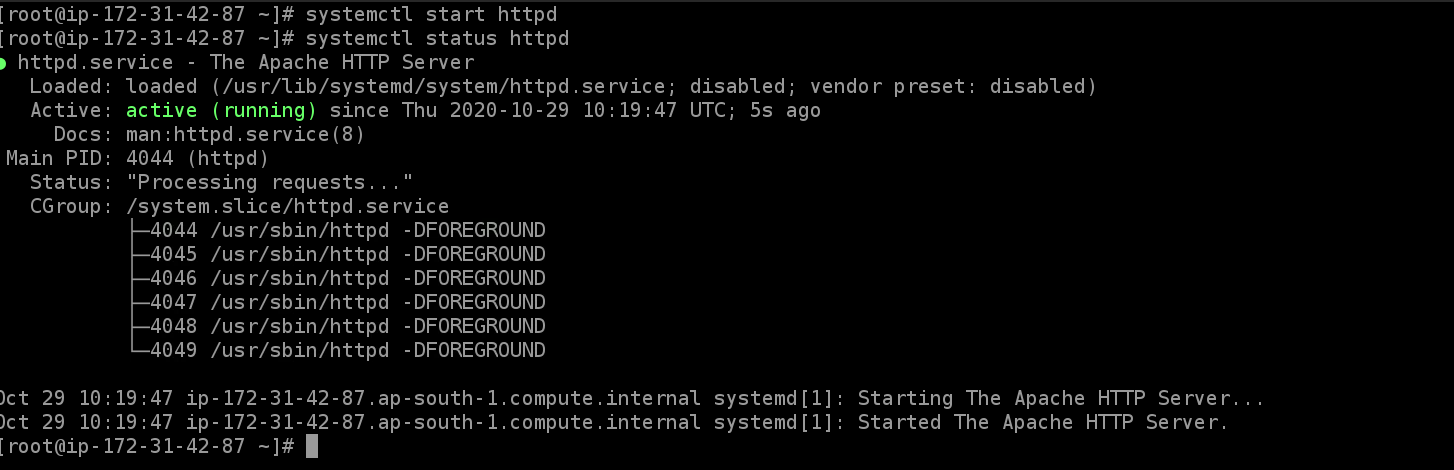 [root@ip-172-31-42-87 ~]# systemctl start httpd
[root@ip-172-31-42-87 ~]# systemctl status httpd
● httpd.service - The Apache HTTP Server
   Loaded: loaded (/usr/lib/systemd/system/httpd.service; disabled; vendor preset: disabled)
   Active: active (running) since Thu 2020-10-29 10:19:47 UTC; 5s ago
     Docs: man:httpd.service(8)
 Main PID: 4044 (httpd)
   Status: "Processing requests..."
   CGroup: /system.slice/httpd.service
           ├─4044 /usr/sbin/httpd -DFOREGROUND
           ├─4045 /usr/sbin/httpd -DFOREGROUND
           ├─4046 /usr/sbin/httpd -DFOREGROUND
           ├─4047 /usr/sbin/httpd -DFOREGROUND
           ├─4048 /usr/sbin/httpd -DFOREGROUND
           └─4049 /usr/sbin/httpd -DFOREGROUND
Oct 29 10:19:47 ip-172-31-42-87.ap-south-1.compute.internal systemd[1]: Starting The Apache HTTP Server...
Oct 29 10:19:47 ip-172-31-42-87.ap-south-1.compute.internal systemd[1]: Started The Apache HTTP Server.
[root@ip-172-31-42-87 ~]#